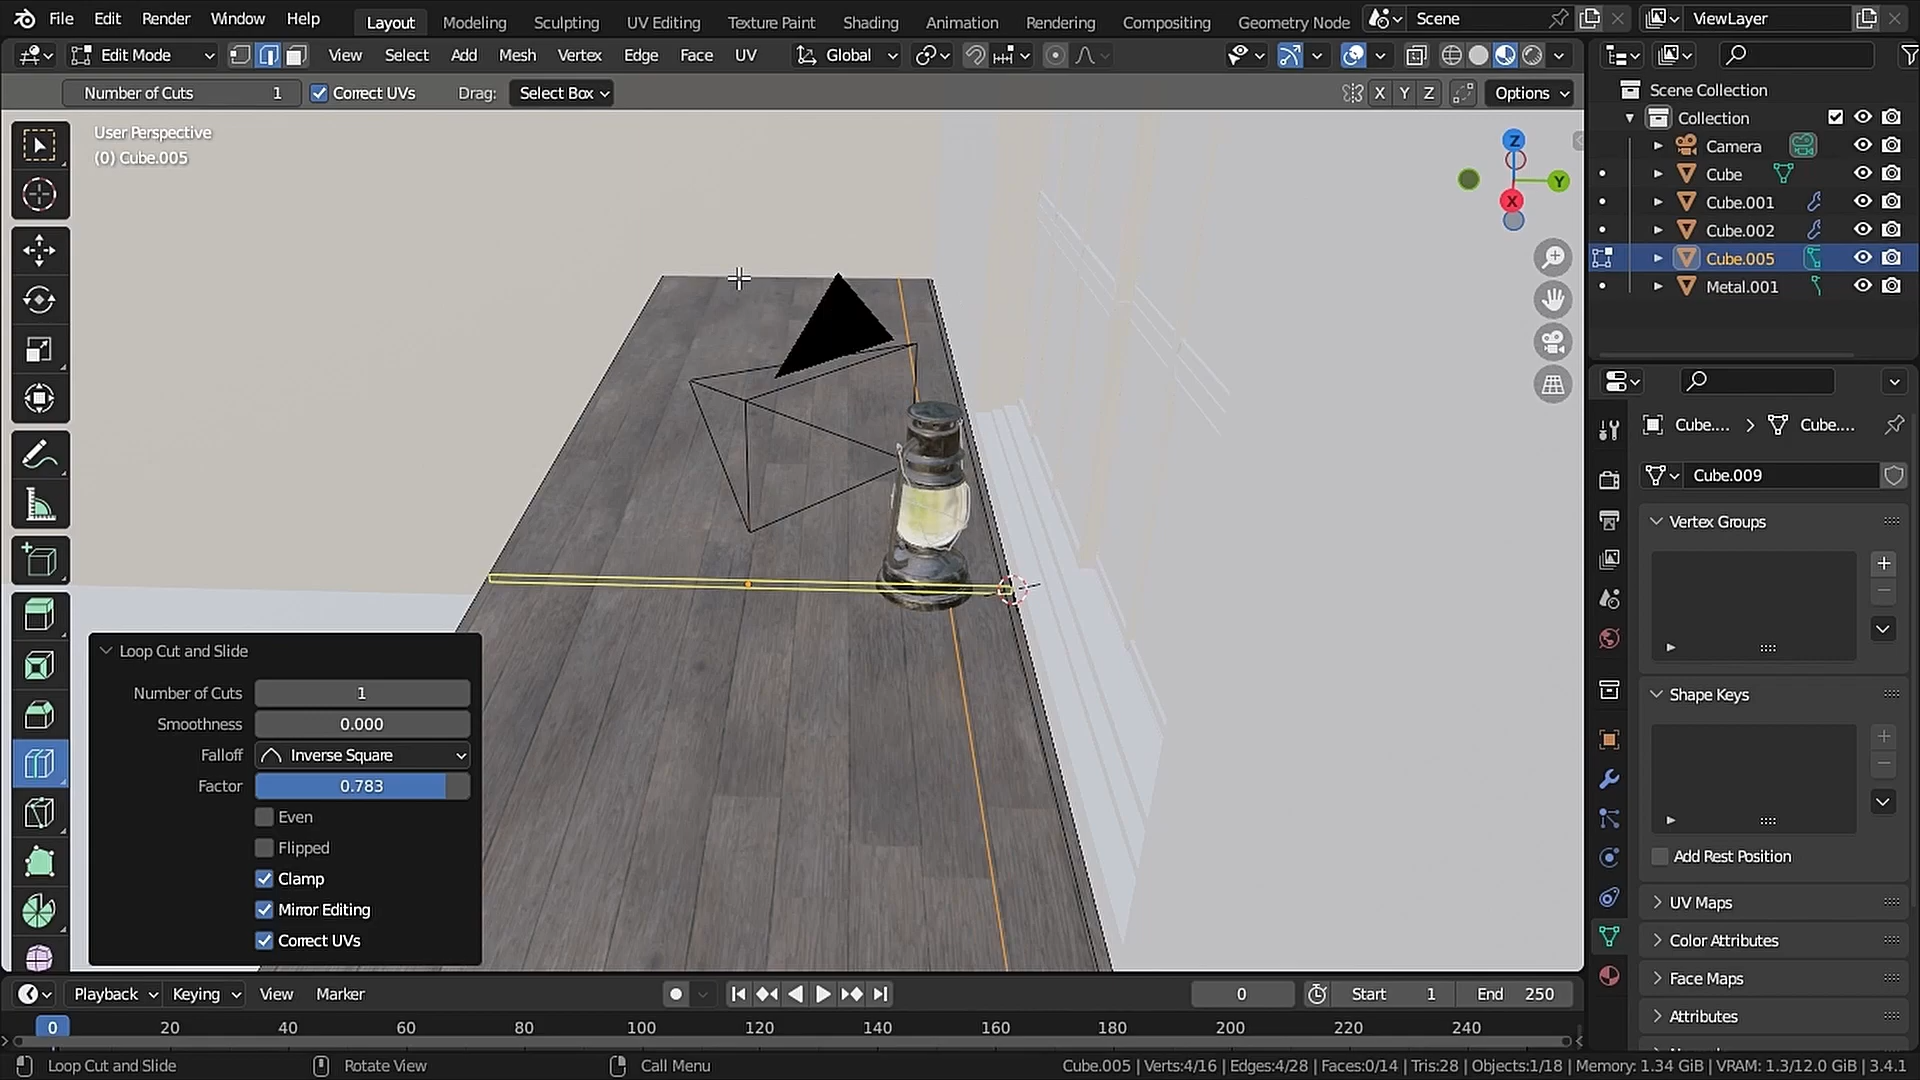 File Edit Render Window Help Layout Modeling Sculpting UV Editing Texture Paint Shading Animation Rendering Compositing Geometry Node Scene ViewLayer
Edit Mode View Select Add Mesh Vertex Edge Face UV Global
Number of Cuts 1 Correct UVs Drag: Select Box X Y Z Options
User Perspective
(0) Cube.005
Z
Y
X
Scene Collection
Collection
Camera
Cube
Cube.001
Cube.002
Cube.005
Metal.001
Cube.... Cube....
Cube.009
Vertex Groups
Shape Keys
Add Rest Position
UV Maps
Color Attributes
Face Maps
Attributes
Loop Cut and Slide
Number of Cuts 1
Smoothness 0.000
Falloff Inverse Square
Factor 0.783
Even
Flipped
Clamp
Mirror Editing
Correct UVs
Playback Keying View Marker 0 Start 1 End 250
0 20 40 60 80 100 120 140 160 180 200 220 240
Loop Cut and Slide Rotate View Call Menu Cube.005 | Verts:4/16 | Edges:4/28 | Faces:0/14 | Tris:28 | Objects:1/18 | Memory: 1.34 GiB | VRAM: 1.3/12.0 GiB | 3.4.1